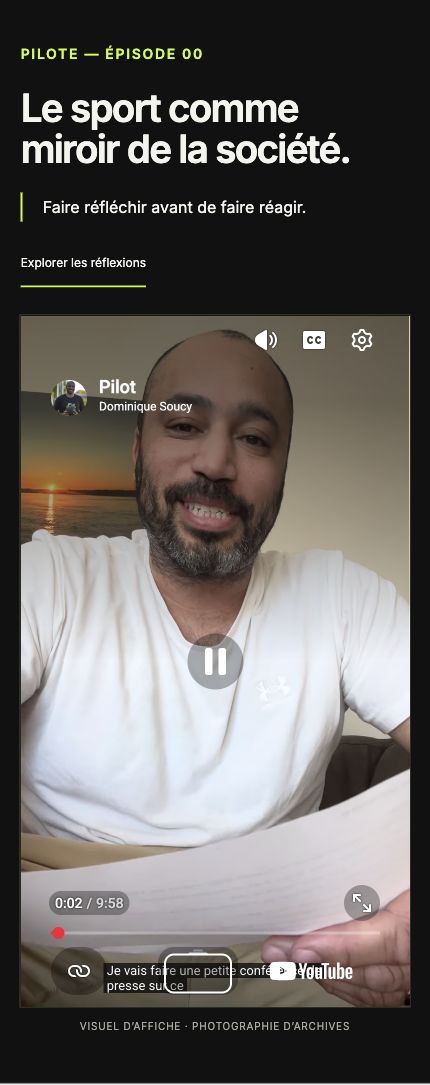 PILOTE — ÉPISODE 00
Le sport comme
miroir de la société.
Faire réfléchir avant de faire réagir.
Explorer les réflexions
CC
Pilot
Dominique Soucy
0:02 / 9:58
Je vais faire une petite
YouTube
presse sur ce
VISUEL D'AFFICHE · PHOTOGRAPHIE D'ARCHIVES